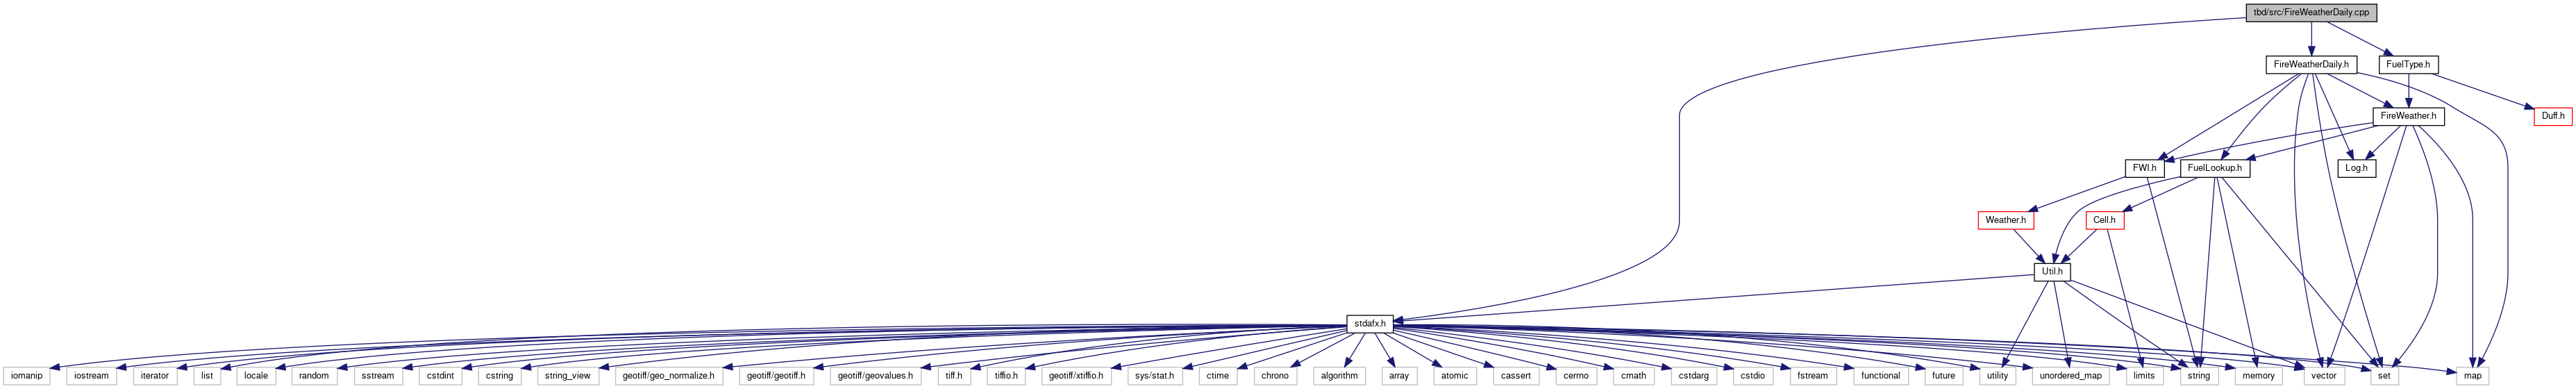 tbd/src/FireWeatherDaily.cpp
FireWeatherDaily.h
FuelType.h
FireWeather.h
Duff.h
FWI.h
FuelLookup.h
Log.h
Weather.h
Cell.h
Util.h
stdafx.h
iomanip
iostream
iterator
list
locale
random
sstream
cstdint
cstring
string_view
geotiff/geo_normalize.h
geotiff/geotiff.h
geotiff/geovalues.h
tiff.h
tiffio.h
geotiff/xtiffio.h
sys/stat.h
ctime
chrono
algorithm
array
atomic
cassert
cerrno
cmath
cstdarg
cstdio
fstream
functional
future
utility
unordered_map
limits
string
memory
vector
set
map